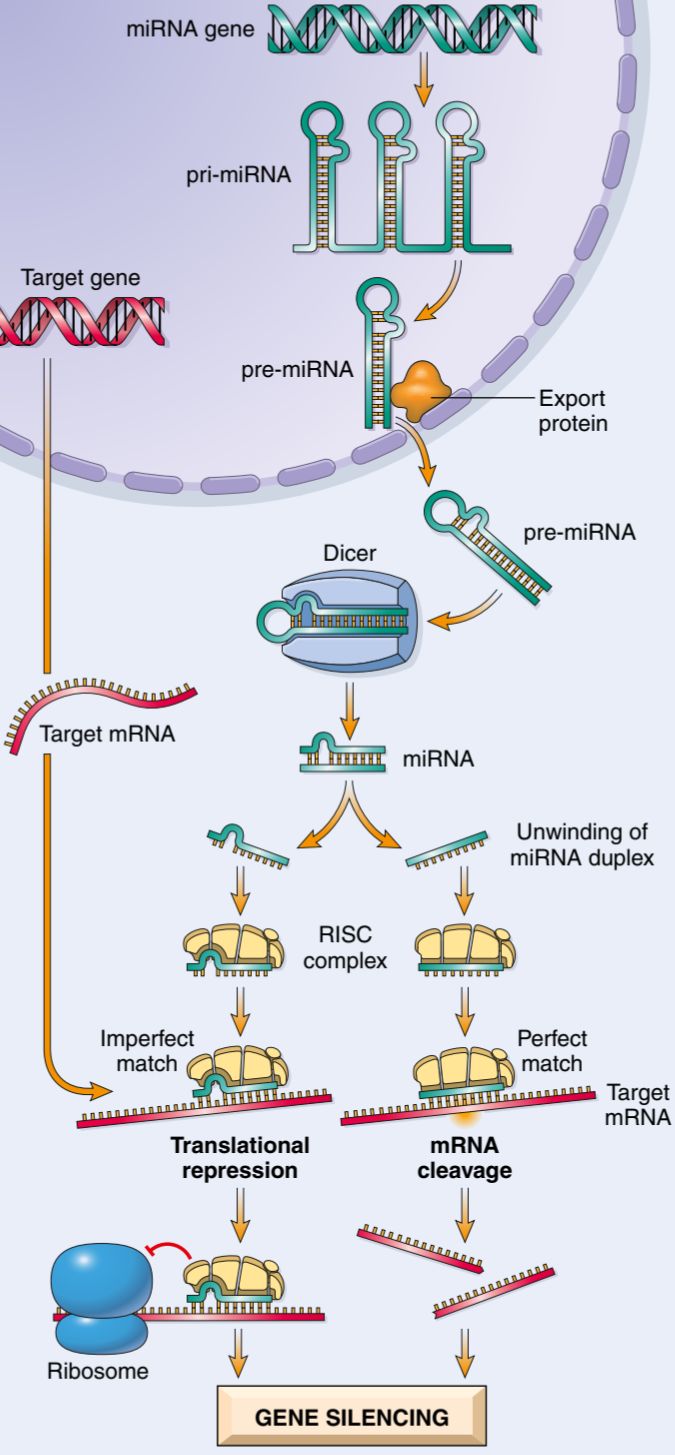 miRNA gene
pri-miRNA
Target gene
pre-miRNA
Export
protein
pre-miRNA
Dicer
Target mRNA
miRNA
Unwinding of
miRNA duplex
RISC
complex
Imperfect
match
Perfect
match
Target
mRNA
Translational
repression
mRNA
cleavage
Ribosome
GENE SILENCING